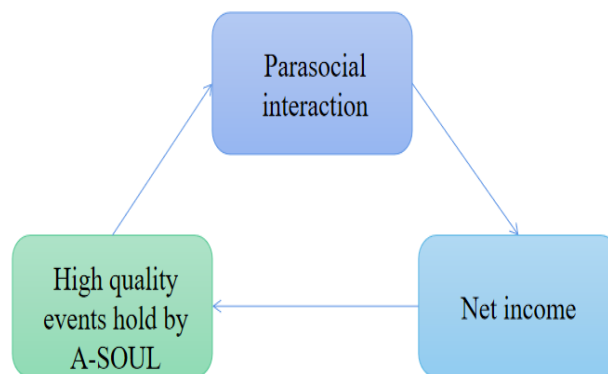 Parasocial
interaction
High quality
events hold by
A-SOUL
Net income